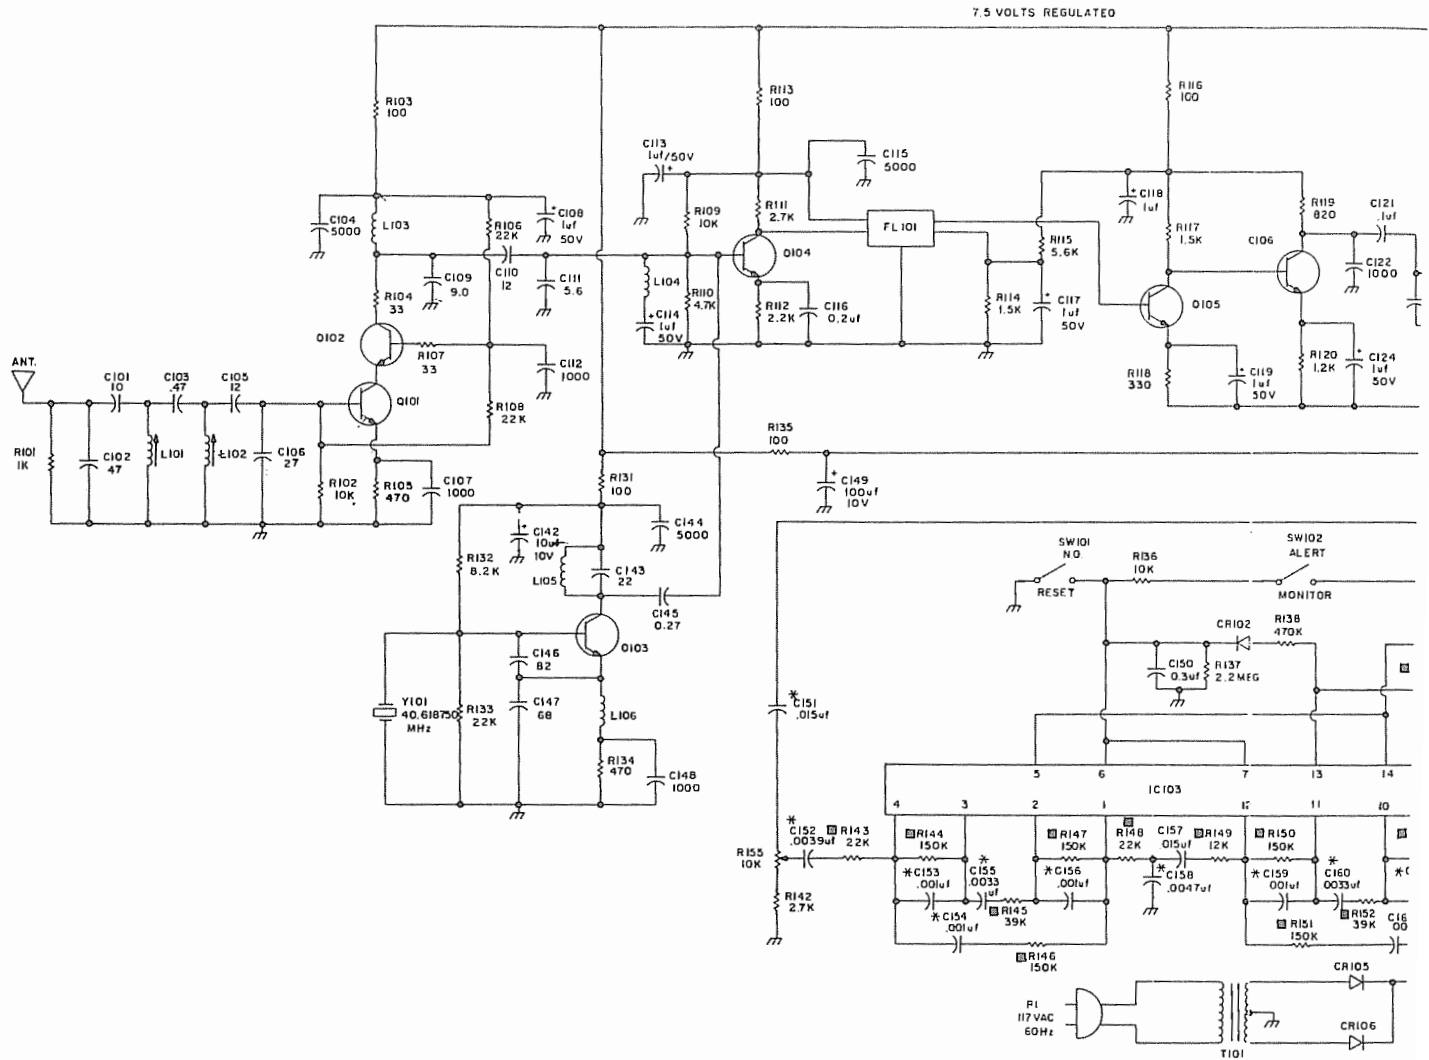 7.5 VOLTS REGULATED
R103
100
R113
100
R116
100
C113
1uf/50V
+
C115
5000
C104
5000
L103
R106
22K
+
C108
1uf
50V
R109
10K
R111
2.7K
FL101
R115
5.6K
+
C118
1uf
R117
1.5K
R119
820
C121
.1uf
C106
C122
1000
C109
9.0
C110
12
C111
5.6
L104
Q104
R110
4.7K
+
C114
1uf
50V
R112
2.2K
C116
0.2uf
R114
1.5K
+
C117
1uf
50V
Q105
R104
33
Q102
R107
33
C112
1000
R118
330
+
C119
1uf
50V
R120
1.2K
+
C124
1uf
50V
ANT.
C101
10
C103
.47
C105
12
Q101
R108
22K
R101
1K
C102
47
L101
L102
C106
27
R102
10K
R105
470
C107
1000
R135
100
R131
100
+
C149
100uf
10V
+
C142
10uf
10V
C144
5000
R132
8.2K
L105
C143
22
C145
0.27
Q103
C146
82
C147
68
L106
Y101
40.618750
MHz
R133
22K
R134
470
C148
1000
SW101
N.O.
RESET
R136
10K
SW102
ALERT
MONITOR
CR102
R138
470K
C150
0.3uf
R137
2.2MEG
*
C151
.015uf
5
6
7
13
14
IC103
4
3
2
1
12
11
10
R155
10K
*
C152
.0039uf
R143
22K
R144
150K
R147
150K
R148
22K
C157
.015uf
R149
12K
R150
150K
*C153
.001uf
*
C155
.0033
uf
*C156
.001uf
*
C158
.0047uf
*C159
.001uf
*
C160
.0033uf
*C
R142
2.7K
*C154
.001uf
R145
39K
R146
150K
R151
150K
R152
39K
C16
00
P1
117 VAC
60Hz
T101
CR105
CR106